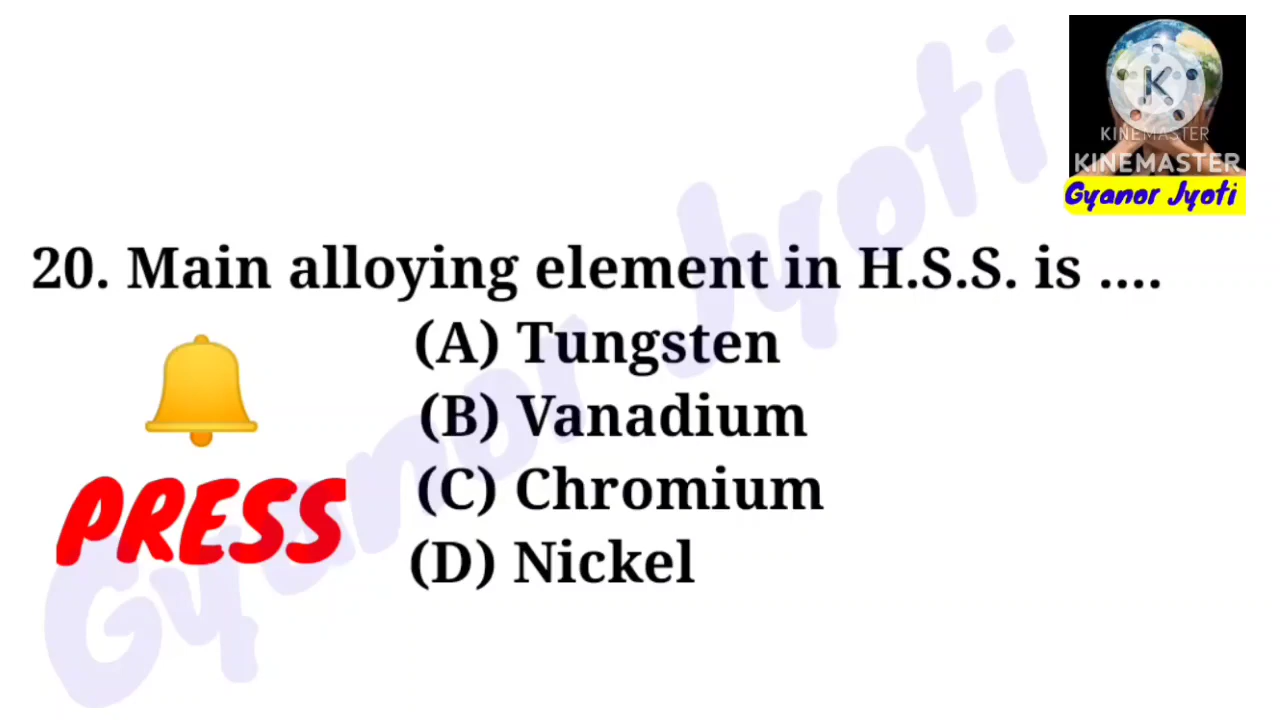 KINEMASTER
KINEMASTER
Gyanor Jyoti
20. Main alloying element in H.S.S. is ....
(A) Tungsten
(B) Vanadium
(C) Chromium
(D) Nickel
PRESS
Gyanor Jyoti